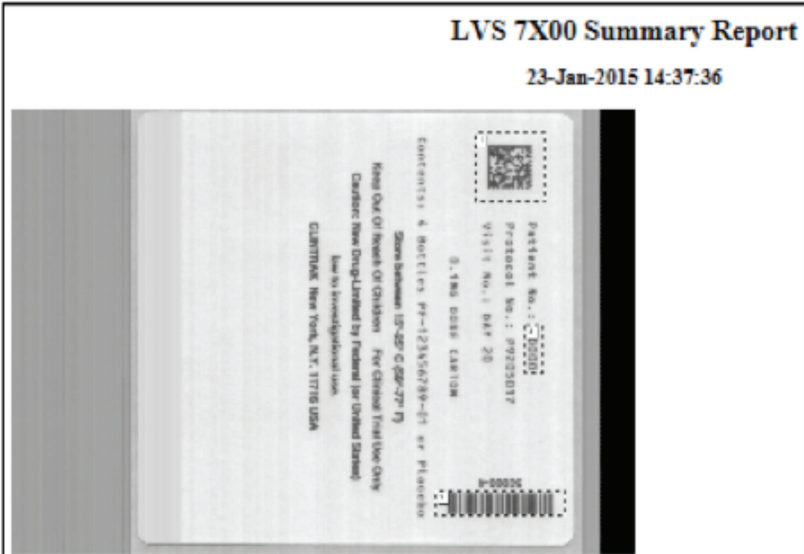 LVS 7X00 Summary Report
23-Jan-2015 14:37:36
Patient No.:
Protocol No.:
Visit No.: DAY 20
0.1MG DOSE CARTON
Contents: 4 Bottles PF-123456789-01 or Placebo
Store between 15°-25° C (59°-77° F)
Keep Out Of Reach Of Children For Clinical Trial Use Only
Caution: New Drug-Limited by Federal (or United States)
law to investigational use.
CLINTRAK New York, N.Y. 11716 USA